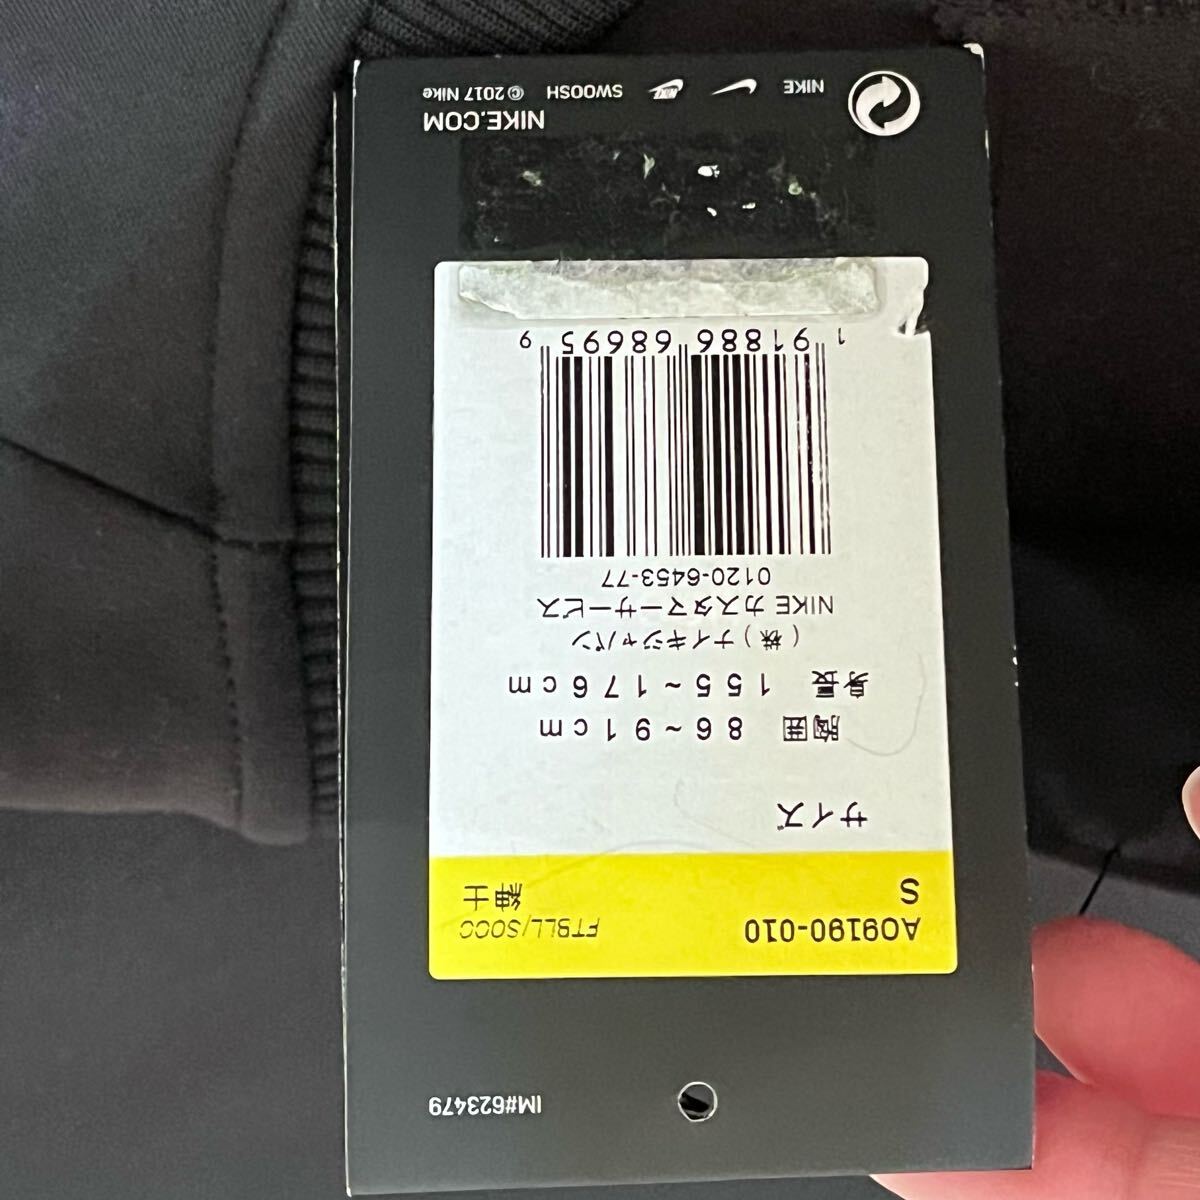 IM#623479
AO9190-010 FTBLL/SOCC
S 紳士
サイズ
胸囲 86~91cm
身長 155~176cm
(株)ナイキジャパン
NIKE カスタマーサービス
0120-6453-77
1 91886 68695 9
NIKE.COM
NIKE SWOOSH © 2017 Nike